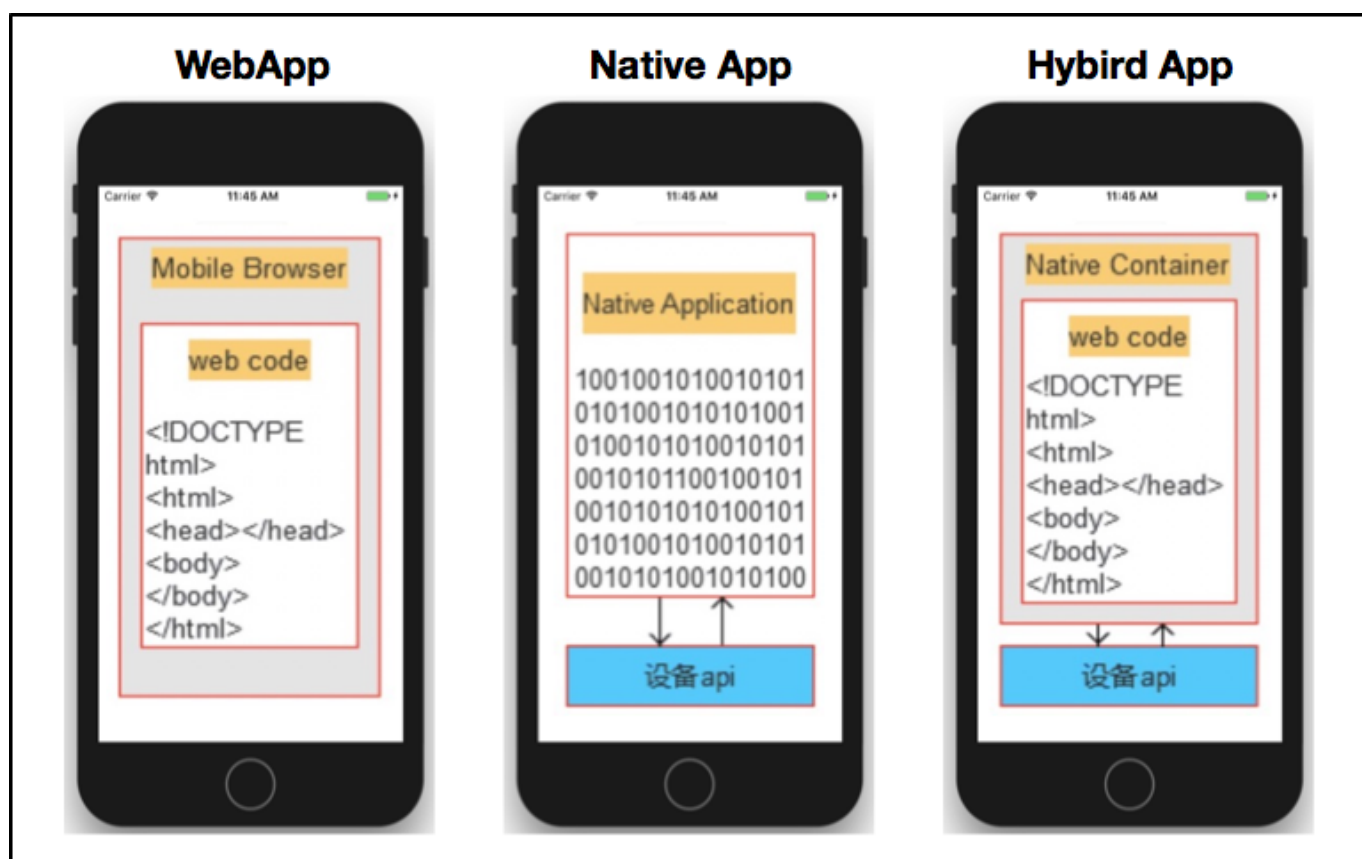 WebApp
Carrier 11:45 AM
Mobile Browser
web code
<!DOCTYPE
html>
<html>
<head></head>
<body>
</body>
</html>
Native App
Carrier 11:45 AM
Native Application
1001001010010101
0101001010101001
0100101010010101
0010101100100101
0010101010100101
0101001010010101
0010101001010100
设备api
Hybird App
Carrier 11:45 AM
Native Container
web code
<!DOCTYPE
html>
<html>
<head></head>
<body>
</body>
</html>
设备api